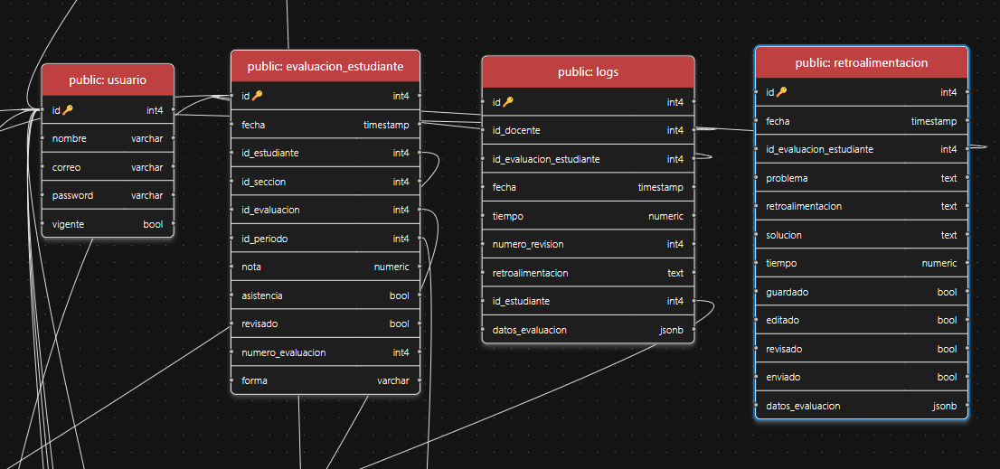 public: usuario
id int4
nombre varchar
correo varchar
password varchar
vigente bool
public: evaluacion_estudiante
id int4
fecha timestamp
id_estudiante int4
id_seccion int4
id_evaluacion int4
id_periodo int4
nota numeric
asistencia bool
revisado bool
numero_evaluacion int4
forma varchar
public: logs
id int4
id_docente int4
id_evaluacion_estudiante int4
fecha timestamp
tiempo numeric
numero_revision int4
retroalimentacion text
id_estudiante int4
datos_evaluacion jsonb
public: retroalimentacion
id int4
fecha timestamp
id_evaluacion_estudiante int4
problema text
retroalimentacion text
solucion text
tiempo numeric
guardado bool
editado bool
revisado bool
enviado bool
datos_evaluacion jsonb